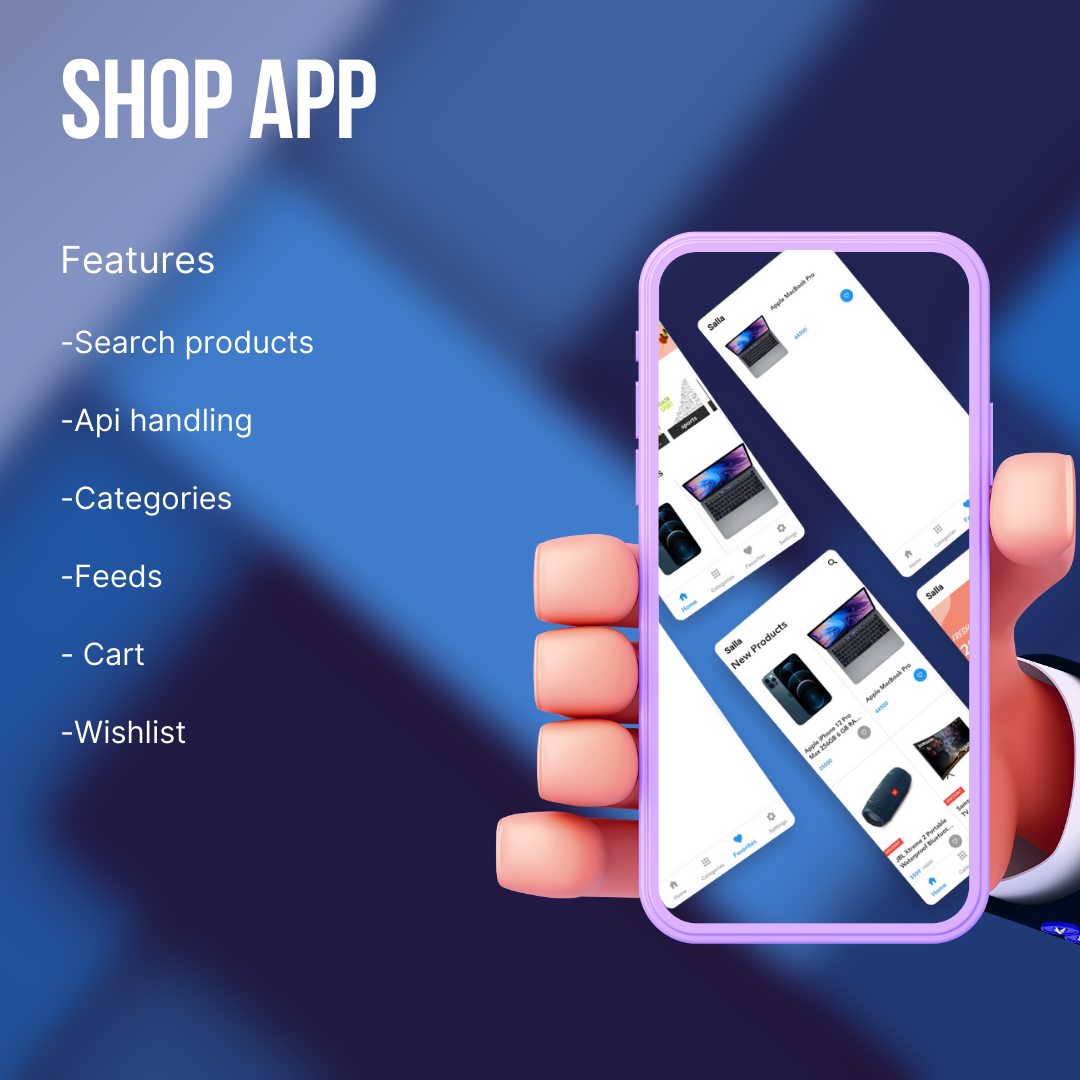 SHOP APP
Features
-Search products
-Api handling
-Categories
-Feeds
- Cart
-Wishlist
Salla
Apple MacBook Pro
44500
sports
Home
Categories
Favorites
Settings
Home
Categories
Salla
New Products
Apple iPhone 12 Pro
Max 256GB 6 GB RA...
25000
Apple MacBook Pro
44500
JBL Xtreme 2 Portable
Waterproof Bluetoot...
Home
Salla
FRESH
Home
Categories
Favorites
Settings